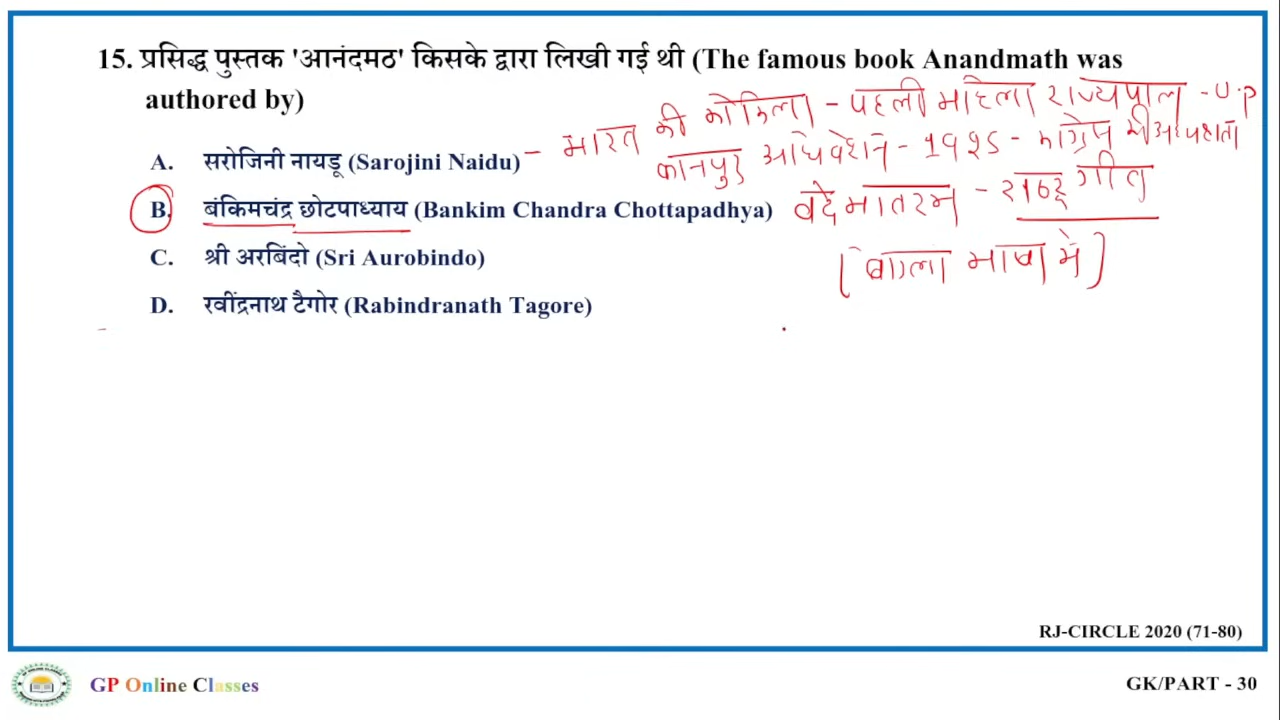 15. प्रसिद्ध पुस्तक 'आनंदमठ' किसके द्वारा लिखी गई थी (The famous book Anandmath was
authored by)
भारत की कोकिला - पहली महिला राज्यपाल - U.P
A. सरोजिनी नायडू (Sarojini Naidu) -
कानपुर अधिवेशन - कांग्रेस की अध्यक्षता
B. बंकिमचंद्र छोटपाध्याय (Bankim Chandra Chottapadhya)
वंदे मातरम - राष्ट्र गीत
C. श्री अरबिंदो (Sri Aurobindo)
(बांग्ला भाषा में)
D. रवींद्रनाथ टैगोर (Rabindranath Tagore)
RJ-CIRCLE 2020 (71-80)
GP Online Classes
GK/PART - 30